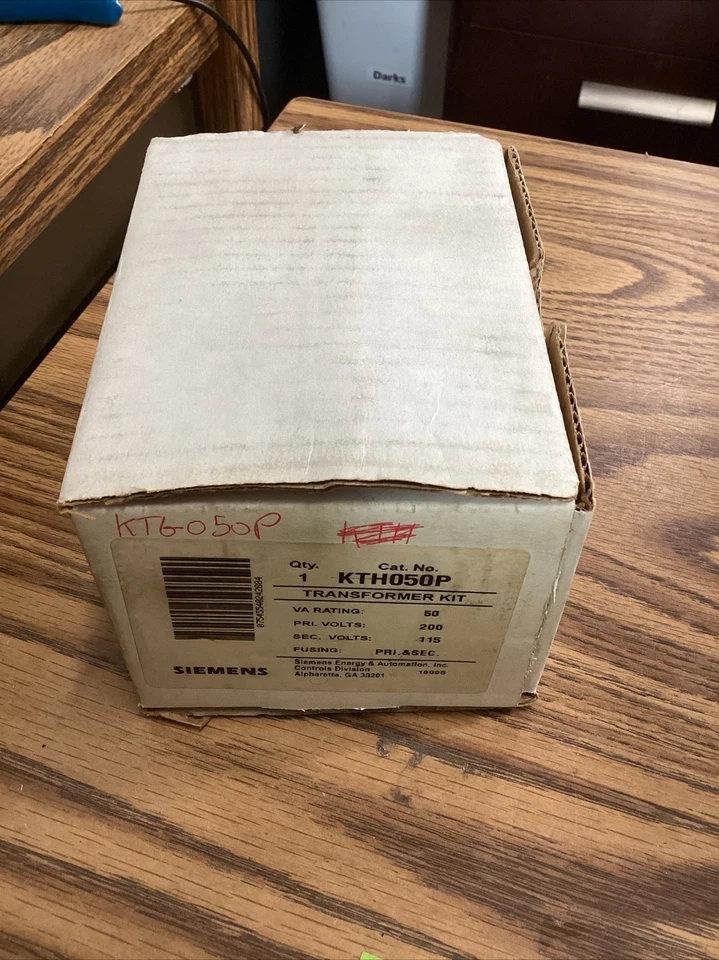 Darks
KTG050P
Qty. Cat. No.
1 KTH050P
TRANSFORMER KIT
VA RATING: 50
PRI. VOLTS: 200
SEC. VOLTS: 115
FUSING: PRI.&SEC.
SIEMENS
Siemens Energy & Automation, Inc.
Controls Division
Alpharetta, GA 30201